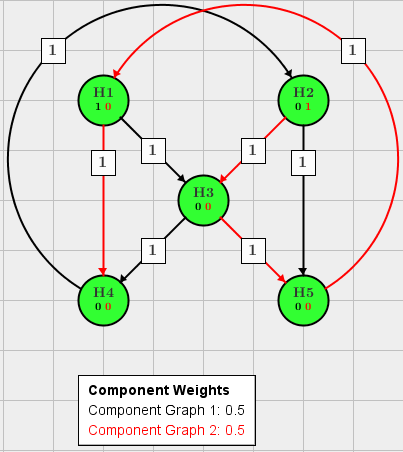 1
1
H1
1 0
H2
0 1
1
1
1
1
H3
0 0
1
1
H4
0 0
H5
0 0
Component Weights
Component Graph 1: 0.5
Component Graph 2: 0.5